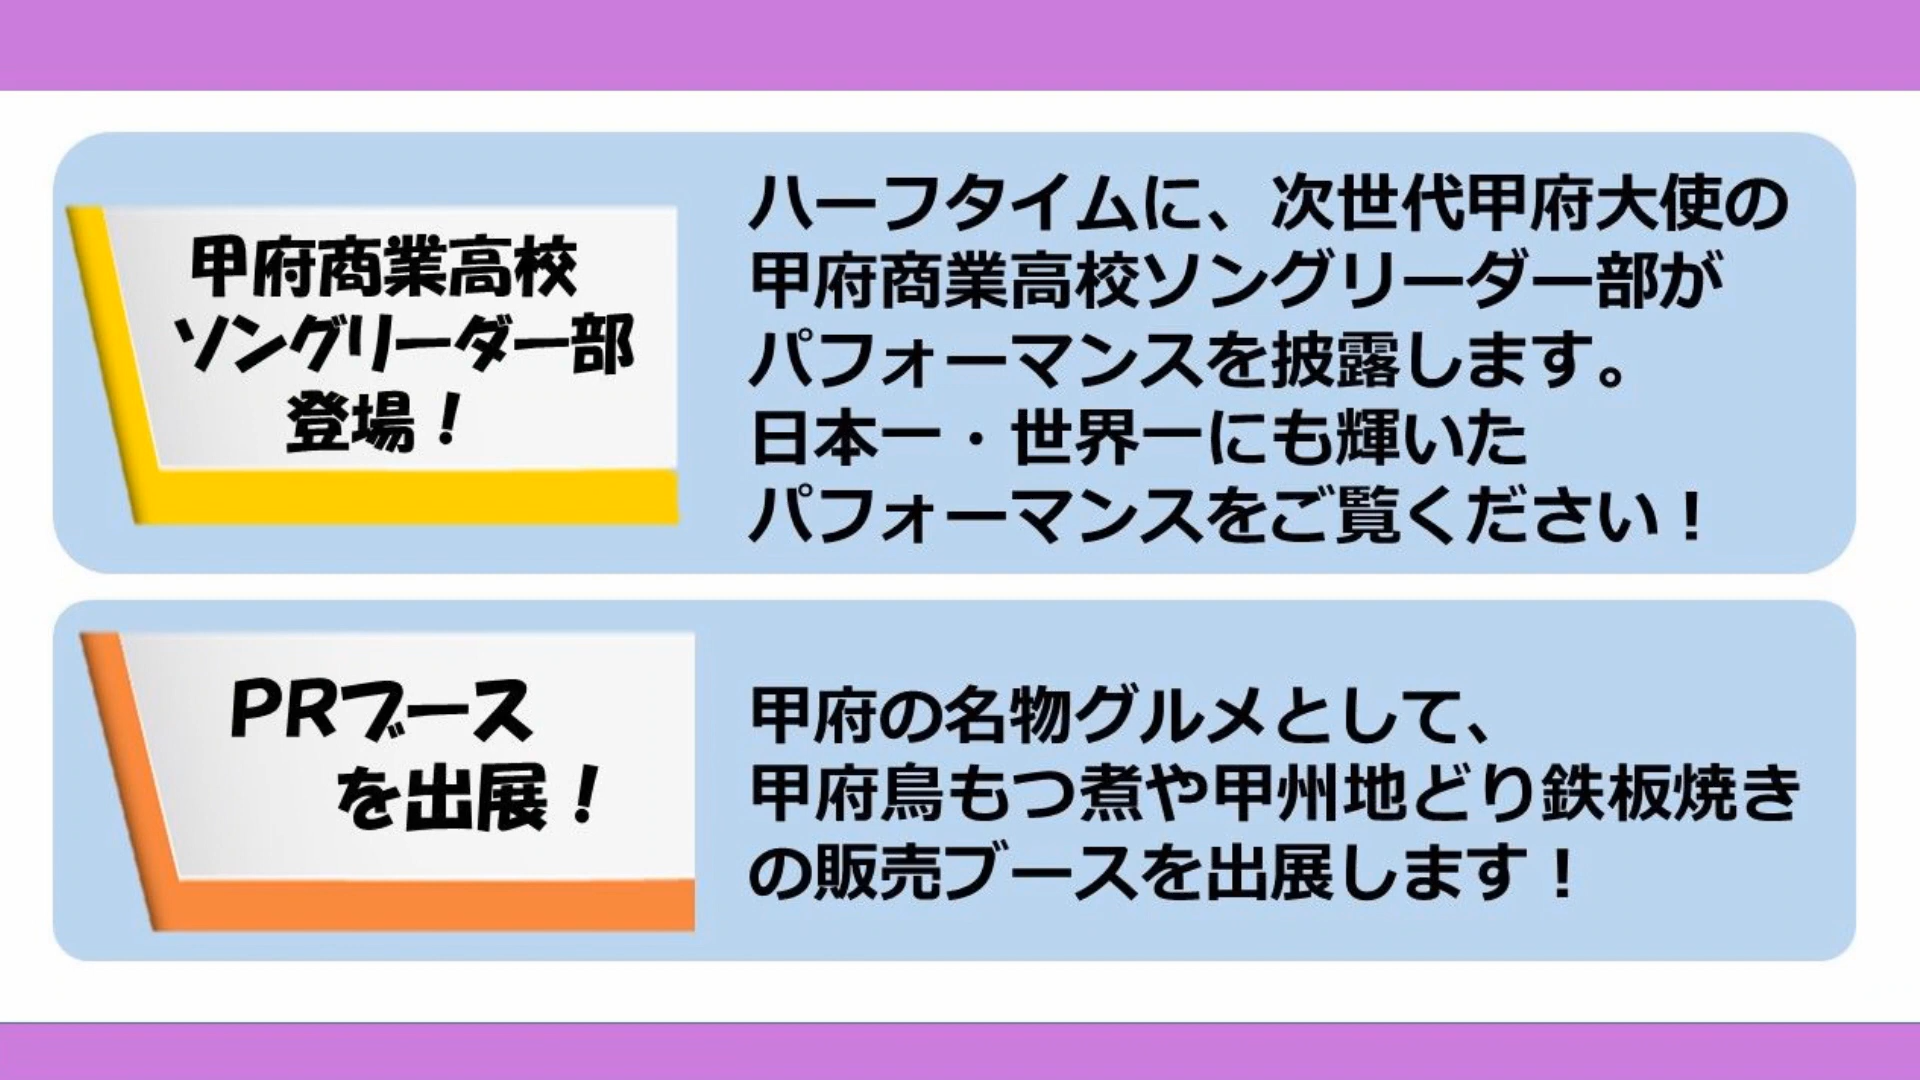 甲府商業高校
ソングリーダー部
登場！
ハーフタイムに、次世代甲府大使の
甲府商業高校ソングリーダー部が
パフォーマンスを披露します。
日本一・世界一にも輝いた
パフォーマンスをご覧ください！
PRブース
を出展！
甲府の名物グルメとして、
甲府鳥もつ煮や甲州地どり鉄板焼き
の販売ブースを出展します！